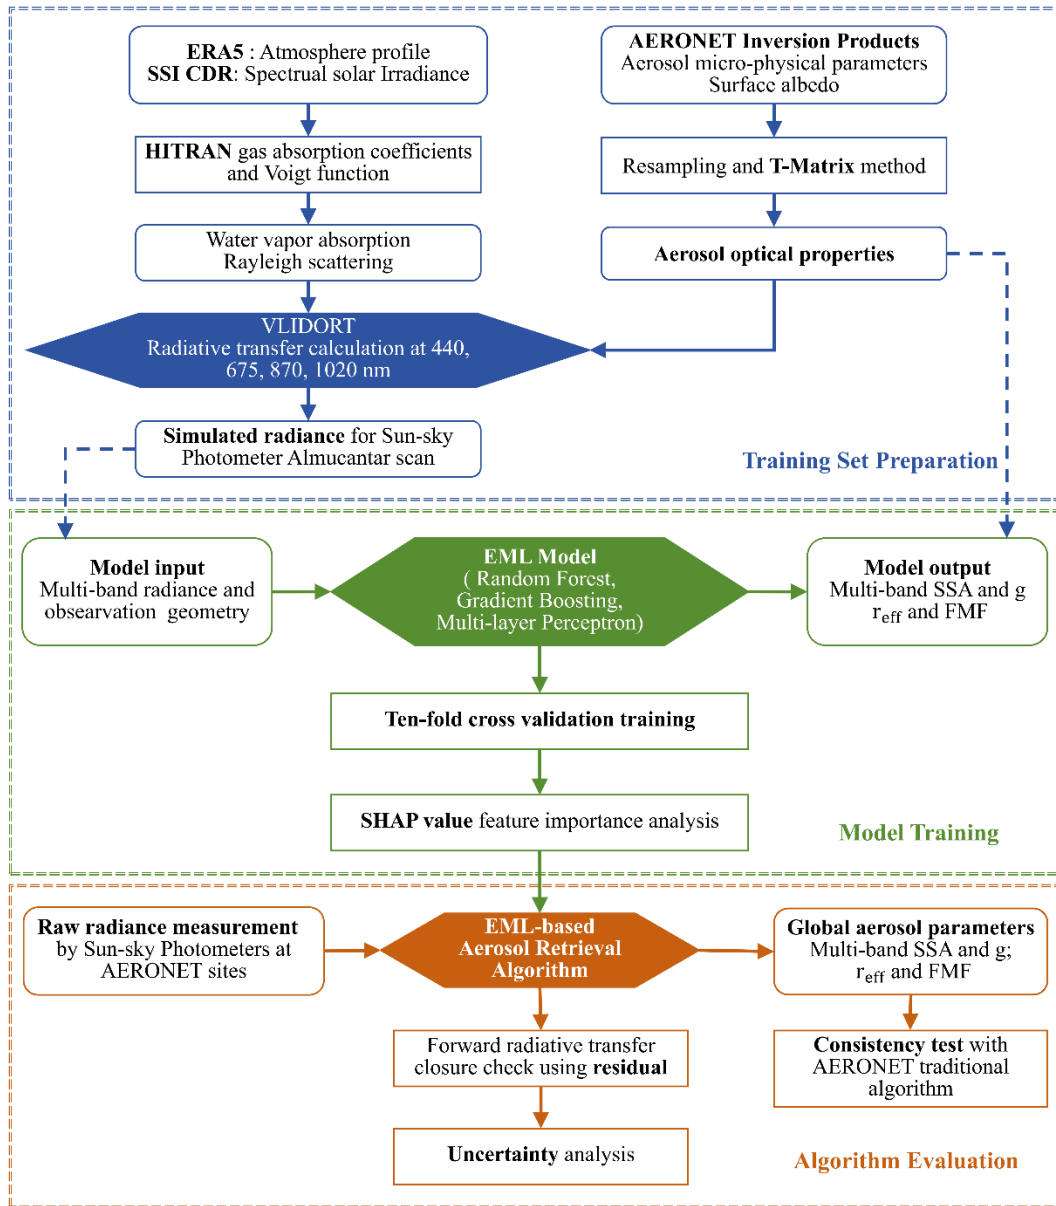 ERA5 : Atmosphere profile
SSI CDR: Spectrual solar Irradiance
AERONET Inversion Products
Aerosol micro-physical parameters
Surface albedo
HITRAN gas absorption coefficients
and Voigt function
Resampling and T-Matrix method
Water vapor absorption
Rayleigh scattering
Aerosol optical properties
VLIDORT
Radiative transfer calculation at 440,
675, 870, 1020 nm
Simulated radiance for Sun-sky
Photometer Almucantar scan
Training Set Preparation
Model input
Multi-band radiance and
obsearvation geometry
EML Model
( Random Forest,
Gradient Boosting,
Multi-layer Perceptron)
Model output
Multi-band SSA and g
r_eff and FMF
Ten-fold cross validation training
SHAP value feature importance analysis
Model Training
Raw radiance measurement
by Sun-sky Photometers at
AERONET sites
EML-based
Aerosol Retrieval
Algorithm
Global aerosol parameters
Multi-band SSA and g;
r_eff and FMF
Forward radiative transfer
closure check using residual
Consistency test with
AERONET traditional
algorithm
Uncertainty analysis
Algorithm Evaluation